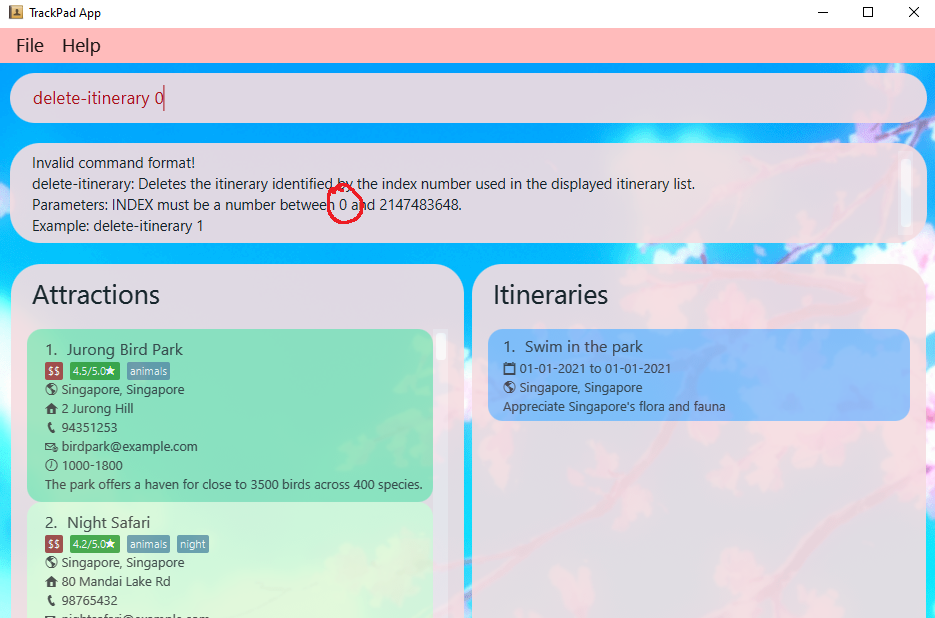 TrackPad App
File Help
delete-itinerary 0
Invalid command format!
delete-itinerary: Deletes the itinerary identified by the index number used in the displayed itinerary list.
Parameters: INDEX must be a number between 0 and 2147483648.
Example: delete-itinerary 1
Attractions
1. Jurong Bird Park
$$ 4.5/5.0★ animals
Singapore, Singapore
2 Jurong Hill
94351253
birdpark@example.com
1000-1800
The park offers a haven for close to 3500 birds across 400 species.
2. Night Safari
$$ 4.2/5.0★ animals night
Singapore, Singapore
80 Mandai Lake Rd
98765432
Itineraries
1. Swim in the park
01-01-2021 to 01-01-2021
Singapore, Singapore
Appreciate Singapore's flora and fauna